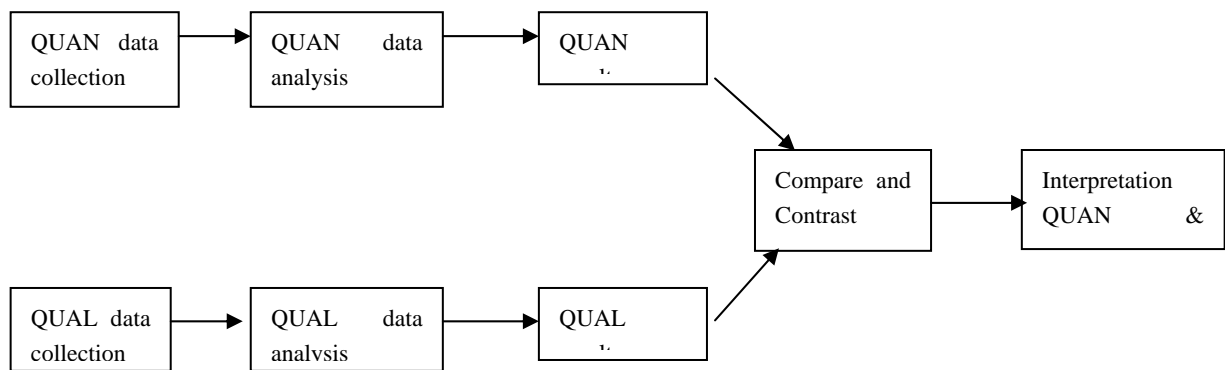 QUAN data
collection
QUAN data
analysis
QUAN
Compare and
Contrast
Interpretation
QUAN &
QUAL data
collection
QUAL data
analysis
QUAL